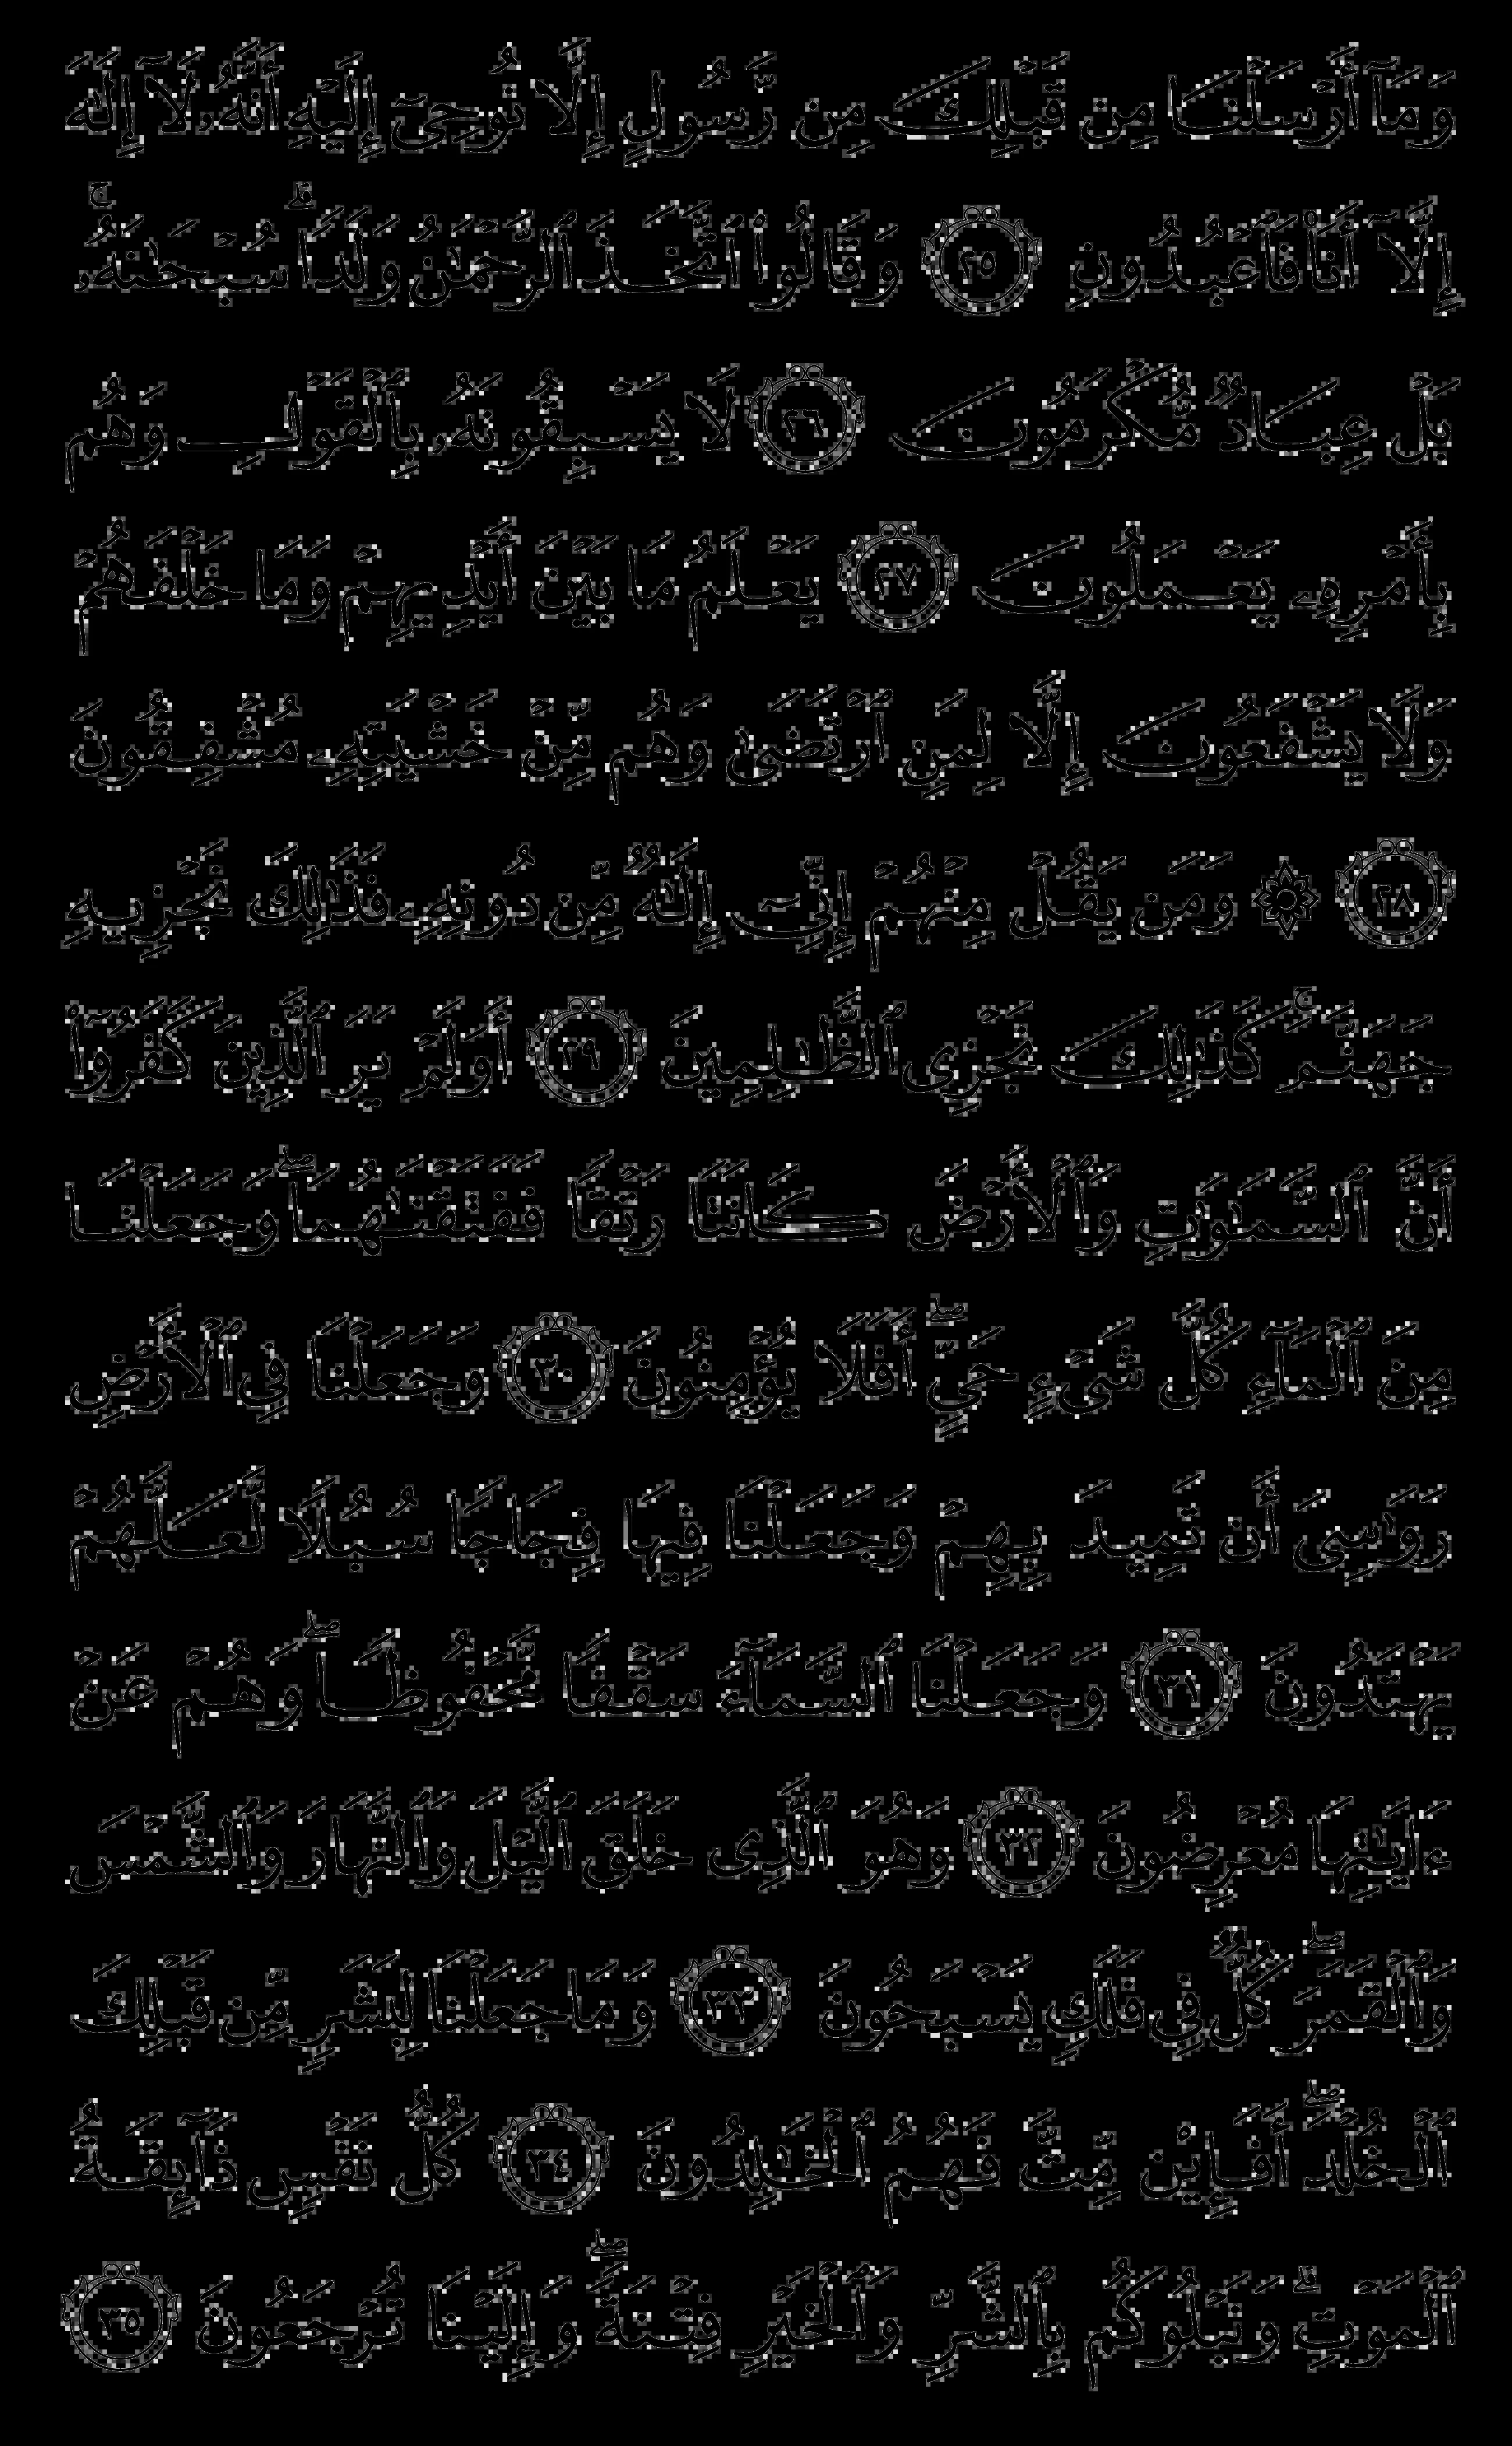 وَمَآ أَرْسَلْنَا مِن قَبْلِكَ مِن رَّسُولٍ إِلَّا نُوحِىٓ إِلَيْهِ أَنَّهُۥ لَآ إِلَٰهَ
إِلَّآ أَنَا۠ فَٱعْبُدُونِ ٢٥ وَقَالُوا۟ ٱتَّخَذَ ٱلرَّحْمَٰنُ وَلَدًا ۗ سُبْحَٰنَهُۥ ۚ
بَلْ عِبَادٌ مُّكْرَمُونَ ٢٦ لَا يَسْبِقُونَهُۥ بِٱلْقَوْلِ وَهُم
بِأَمْرِهِۦ يَعْمَلُونَ ٢٧ يَعْلَمُ مَا بَيْنَ أَيْدِيهِمْ وَمَا خَلْفَهُمْ
وَلَا يَشْفَعُونَ إِلَّا لِمَنِ ٱرْتَضَىٰ وَهُم مِّنْ خَشْيَتِهِۦ مُشْفِقُونَ
٢٨ ۞ وَمَن يَقُلْ مِنْهُمْ إِنِّىٓ إِلَٰهٌ مِّن دُونِهِۦ فَذَٰلِكَ نَجْزِيهِ
جَهَنَّمَ ۚ كَذَٰلِكَ نَجْزِى ٱلظَّٰلِمِينَ ٢٩ أَوَلَمْ يَرَ ٱلَّذِينَ كَفَرُوٓا۟
أَنَّ ٱلسَّمَٰوَٰتِ وَٱلْأَرْضَ كَانَتَا رَتْقًا فَفَتَقْنَٰهُمَا ۖ وَجَعَلْنَا
مِنَ ٱلْمَآءِ كُلَّ شَىْءٍ حَىٍّ ۖ أَفَلَا يُؤْمِنُونَ ٣٠ وَجَعَلْنَا فِى ٱلْأَرْضِ
رَوَٰسِىَ أَن تَمِيدَ بِهِمْ وَجَعَلْنَا فِيهَا فِجَاجًا سُبُلًا لَّعَلَّهُمْ
يَهْتَدُونَ ٣١ وَجَعَلْنَا ٱلسَّمَآءَ سَقْفًا مَّحْفُوظًا ۖ وَهُمْ عَنْ
ءَايَٰتِهَا مُعْرِضُونَ ٣٢ وَهُوَ ٱلَّذِى خَلَقَ ٱلَّيْلَ وَٱلنَّهَارَ وَٱلشَّمْسَ
وَٱلْقَمَرَ ۖ كُلٌّ فِى فَلَكٍ يَسْبَحُونَ ٣٣ وَمَا جَعَلْنَا لِبَشَرٍ مِّن قَبْلِكَ
ٱلْخُلْدَ ۖ أَفَإِي۟ن مِّتَّ فَهُمُ ٱلْخَٰلِدُونَ ٣٤ كُلُّ نَفْسٍ ذَآئِقَةُ
ٱلْمَوْتِ ۗ وَنَبْلُوكُم بِٱلشَّرِّ وَٱلْخَيْرِ فِتْنَةً ۖ وَإِلَيْنَا تُرْجَعُونَ ٣٥